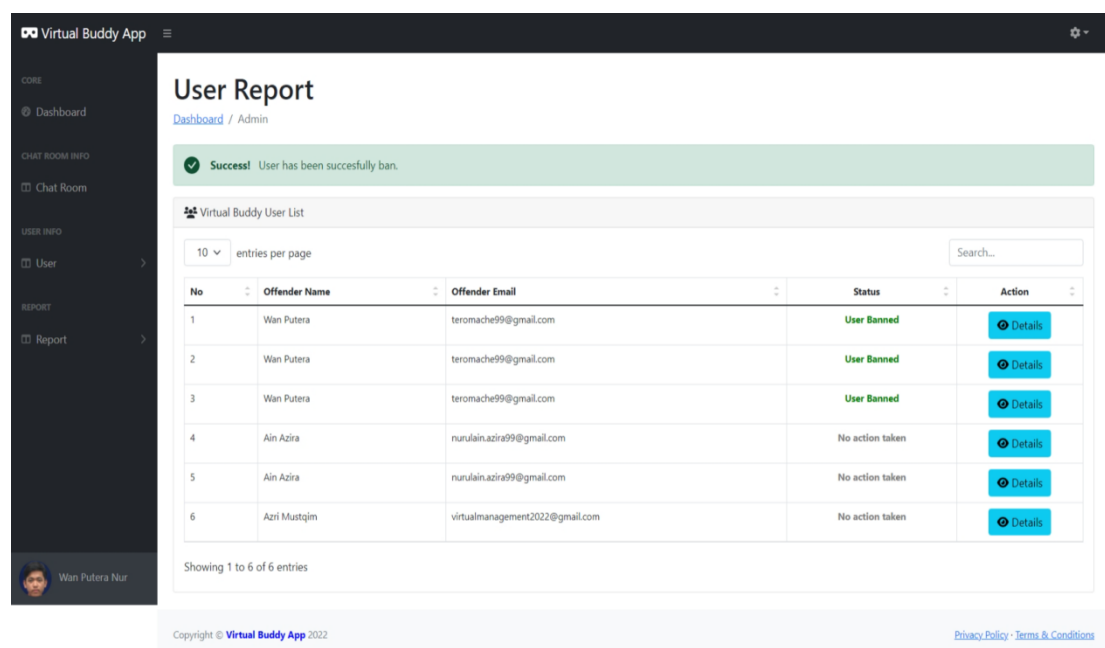 Virtual Buddy App
CORE
Dashboard
CHAT ROOM INFO
Chat Room
USER INFO
User
REPORT
Report
Wan Putera Nur
User Report
Dashboard / Admin
Success! User has been succesfully ban.
Virtual Buddy User List
10 entries per page Search...
No Offender Name Offender Email Status Action
1 Wan Putera teromache99@gmail.com User Banned Details
2 Wan Putera teromache99@gmail.com User Banned Details
3 Wan Putera teromache99@gmail.com User Banned Details
4 Ain Azira nurulain.azira99@gmail.com No action taken Details
5 Ain Azira nurulain.azira99@gmail.com No action taken Details
6 Azri Mustqim virtualmanagement2022@gmail.com No action taken Details
Showing 1 to 6 of 6 entries
Copyright © Virtual Buddy App 2022 Privacy Policy · Terms & Conditions